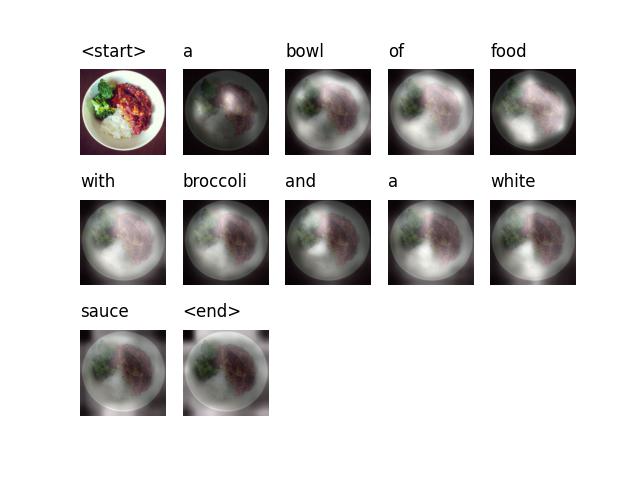 <start> a bowl of food
with broccoli and a white
sauce <end>